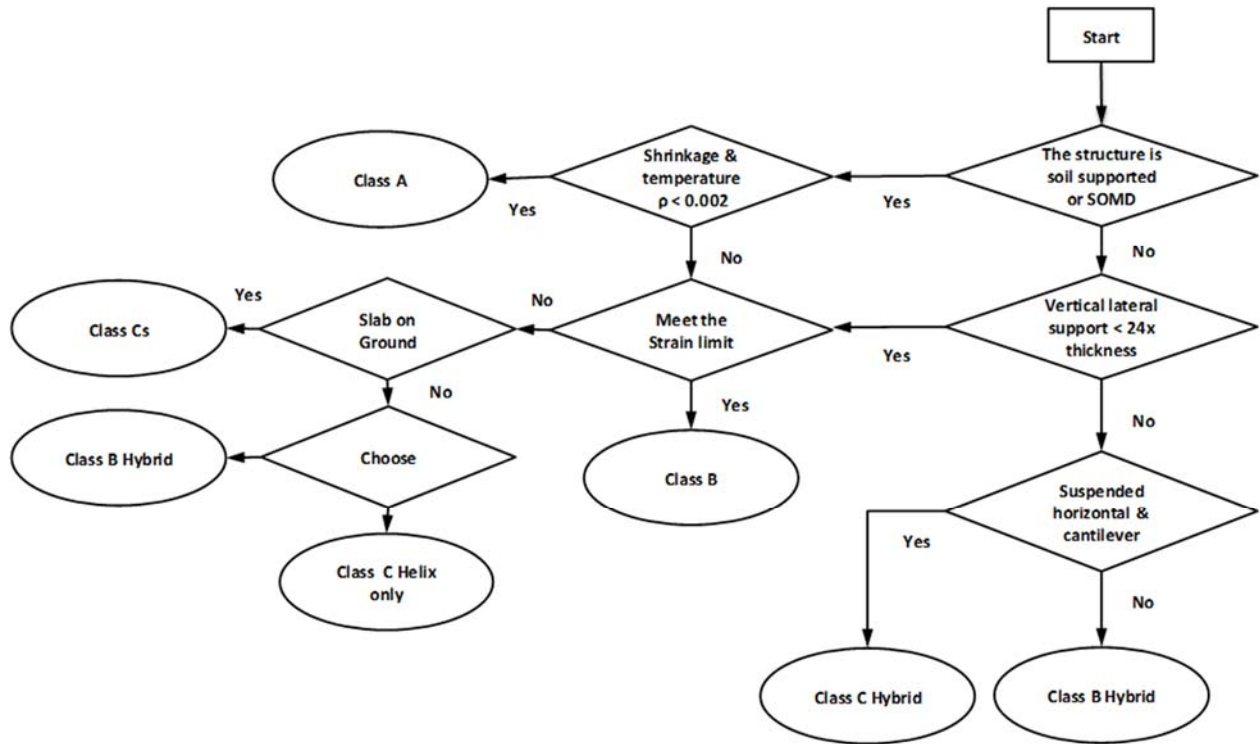 Start
The structure is
soil supported
or SOMD
Yes
No
Shrinkage &
temperature
ρ < 0.002
Yes
No
Class A
Vertical lateral
support < 24x
thickness
Yes
No
Meet the
Strain limit
No
Yes
Slab on
Ground
Yes
No
Class Cs
Choose
Class B Hybrid
Class C Helix
only
Class B
Suspended
horizontal &
cantilever
Yes
No
Class C Hybrid
Class B Hybrid